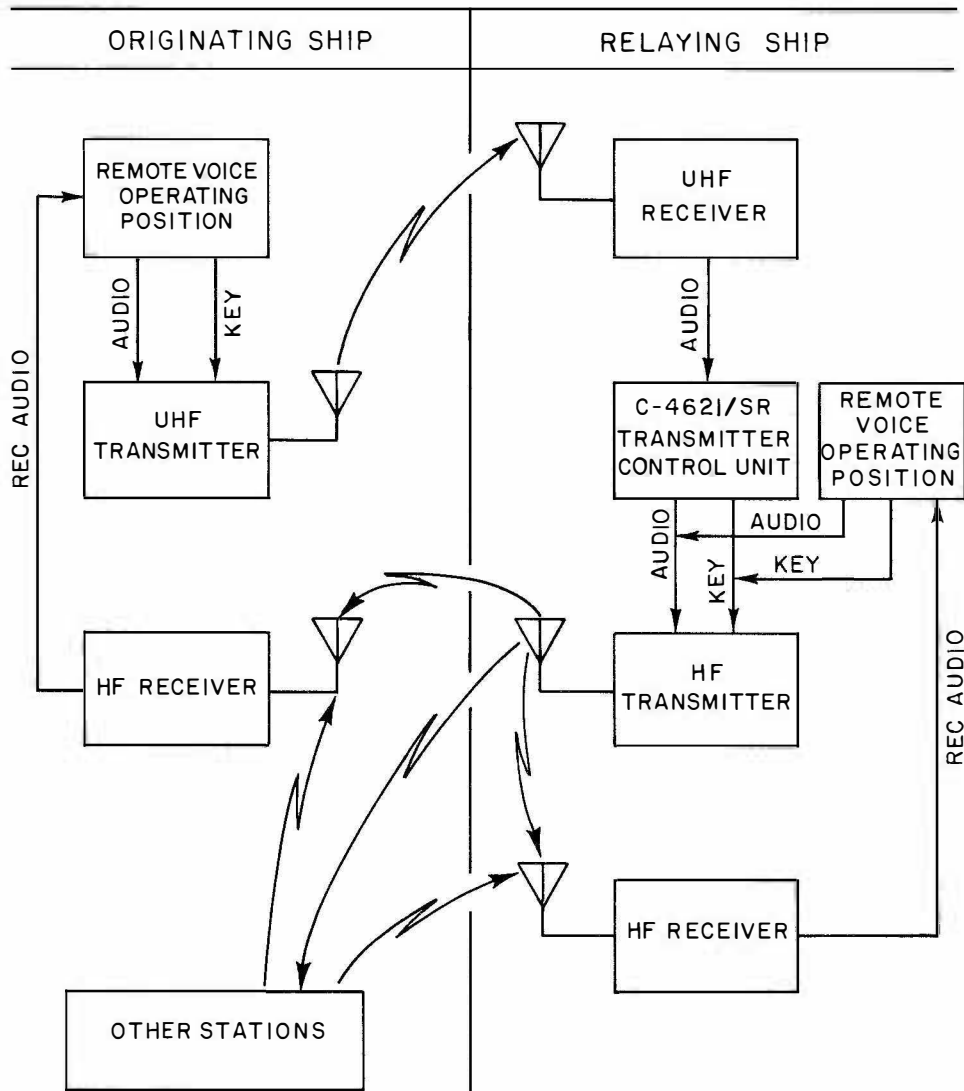 ORIGINATING SHIP
RELAYING SHIP
REMOTE VOICE
OPERATING
POSITION
AUDIO
KEY
REC AUDIO
UHF
TRANSMITTER
HF RECEIVER
OTHER STATIONS
UHF
RECEIVER
AUDIO
C-4621/SR
TRANSMITTER
CONTROL UNIT
REMOTE
VOICE
OPERATING
POSITION
AUDIO
AUDIO
KEY
KEY
HF
TRANSMITTER
REC AUDIO
HF RECEIVER